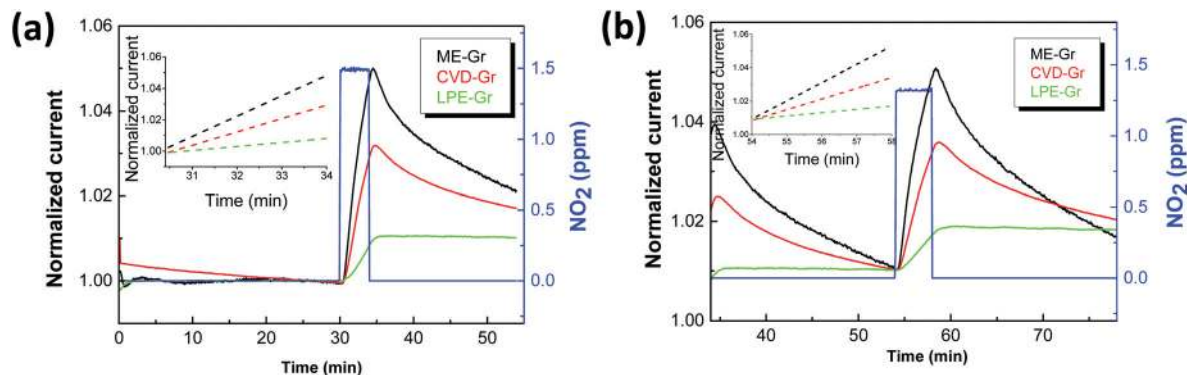 (a)
1.06
1.04
1.02
1.00
Normalized current
0
10
20
30
40
50
Time (min)
1.5
1.0
0.5
0.0
NO2 (ppm)
ME-Gr
CVD-Gr
LPE-Gr
1.06
1.04
1.02
1.00
Normalized current
31
32
33
34
Time (min)
(b)
1.06
1.04
1.02
1.00
Normalized current
40
50
60
70
Time (min)
1.5
1.0
0.5
0.0
NO2 (ppm)
ME-Gr
CVD-Gr
LPE-Gr
1.06
1.04
1.02
1.00
Normalized current
54
55
56
57
58
Time (min)